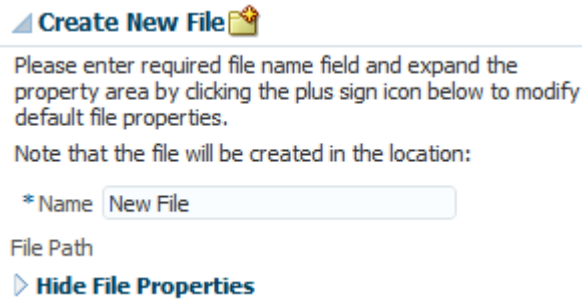 Create New File
Please enter required file name field and expand the
property area by clicking the plus sign icon below to modify
default file properties.
Note that the file will be created in the location:
* Name New File
File Path
Hide File Properties